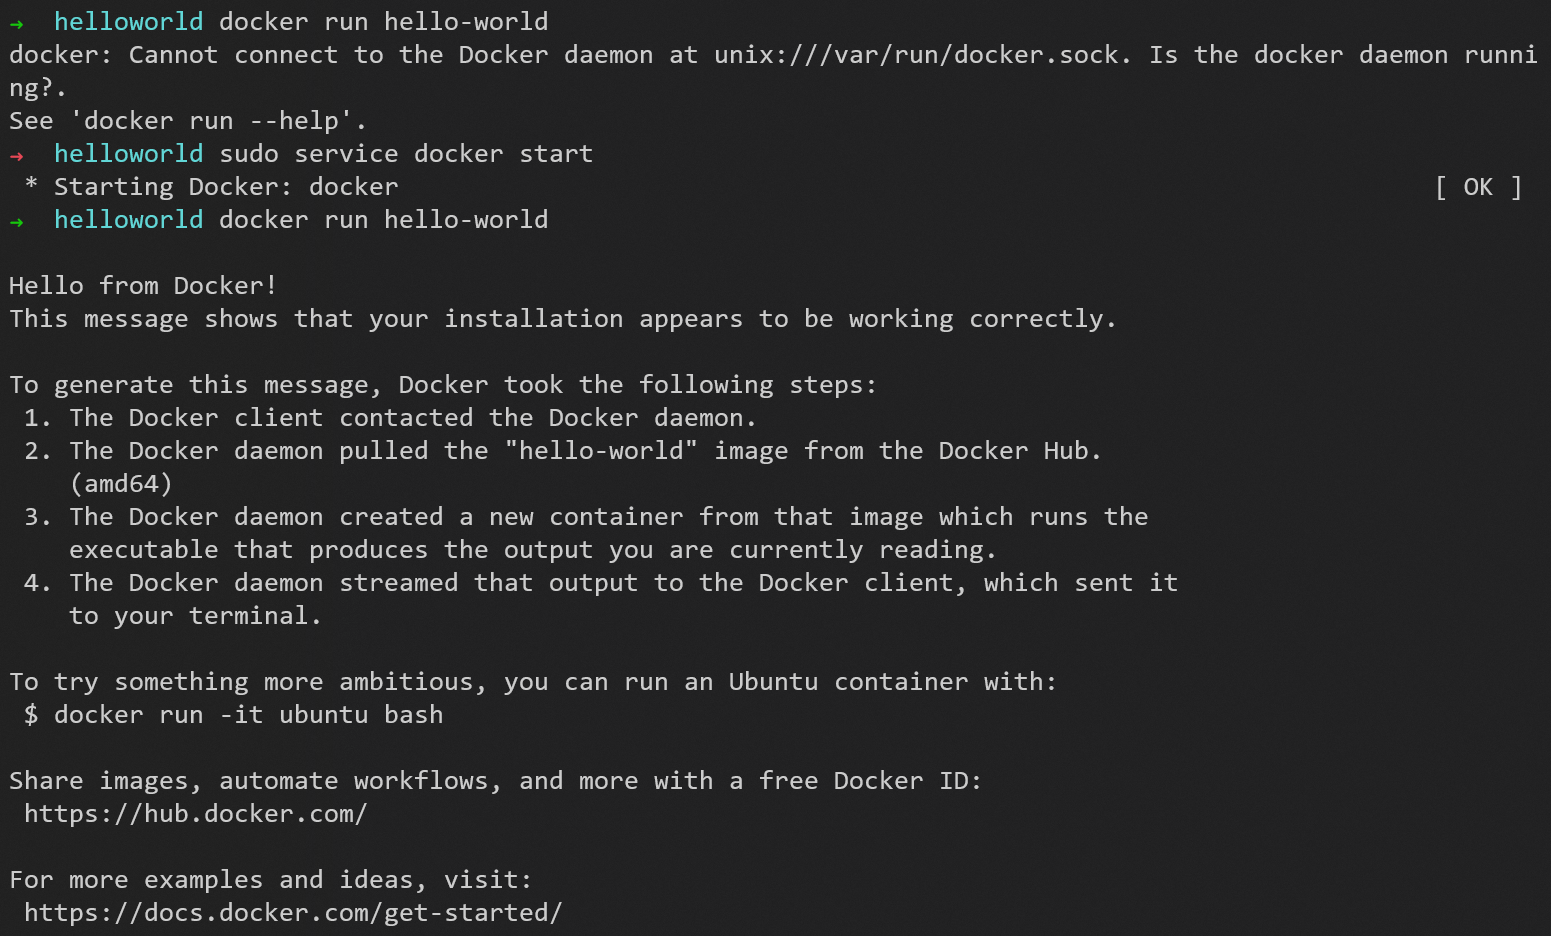 → helloworld docker run hello-world
docker: Cannot connect to the Docker daemon at unix:///var/run/docker.sock. Is the docker daemon runni
ng?.
See 'docker run --help'.
→ helloworld sudo service docker start
 * Starting Docker: docker [ OK ]
→ helloworld docker run hello-world

Hello from Docker!
This message shows that your installation appears to be working correctly.

To generate this message, Docker took the following steps:
 1. The Docker client contacted the Docker daemon.
 2. The Docker daemon pulled the "hello-world" image from the Docker Hub.
    (amd64)
 3. The Docker daemon created a new container from that image which runs the
    executable that produces the output you are currently reading.
 4. The Docker daemon streamed that output to the Docker client, which sent it
    to your terminal.

To try something more ambitious, you can run an Ubuntu container with:
 $ docker run -it ubuntu bash

Share images, automate workflows, and more with a free Docker ID:
 https://hub.docker.com/

For more examples and ideas, visit:
 https://docs.docker.com/get-started/